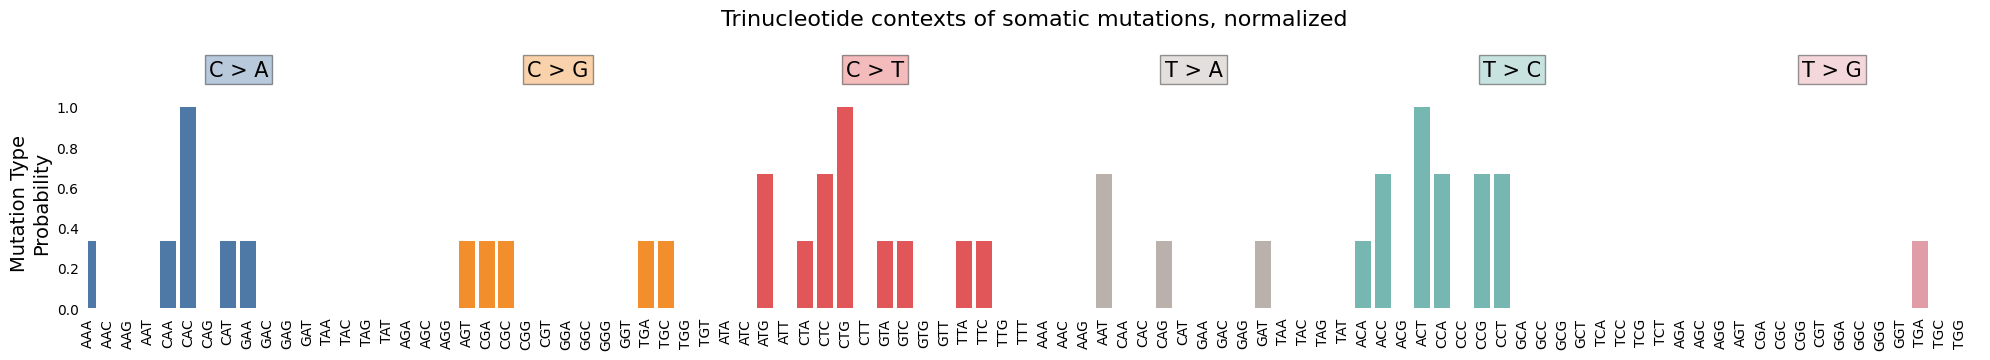 Trinucleotide contexts of somatic mutations, normalized
C > A
C > G
C > T
T > A
T > C
T > G
Mutation Type
Probability
1.0
0.8
0.6
0.4
0.2
0.0
AAA
AAC
AAG
AAT
CAA
CAC
CAG
CAT
GAA
GAC
GAG
GAT
TAA
TAC
TAG
TAT
AGA
AGC
AGG
AGT
CGA
CGC
CGG
CGT
GGA
GGC
GGG
GGT
TGA
TGC
TGG
TGT
ATA
ATC
ATG
ATT
CTA
CTC
CTG
CTT
GTA
GTC
GTG
GTT
TTA
TTC
TTG
TTT
AAA
AAC
AAG
AAT
CAA
CAC
CAG
CAT
GAA
GAC
GAG
GAT
TAA
TAC
TAG
TAT
ACA
ACC
ACG
ACT
CCA
CCC
CCG
CCT
GCA
GCC
GCG
GCT
TCA
TCC
TCG
TCT
AGA
AGC
AGG
AGT
CGA
CGC
CGG
CGT
GGA
GGC
GGG
GGT
TGA
TGC
TGG